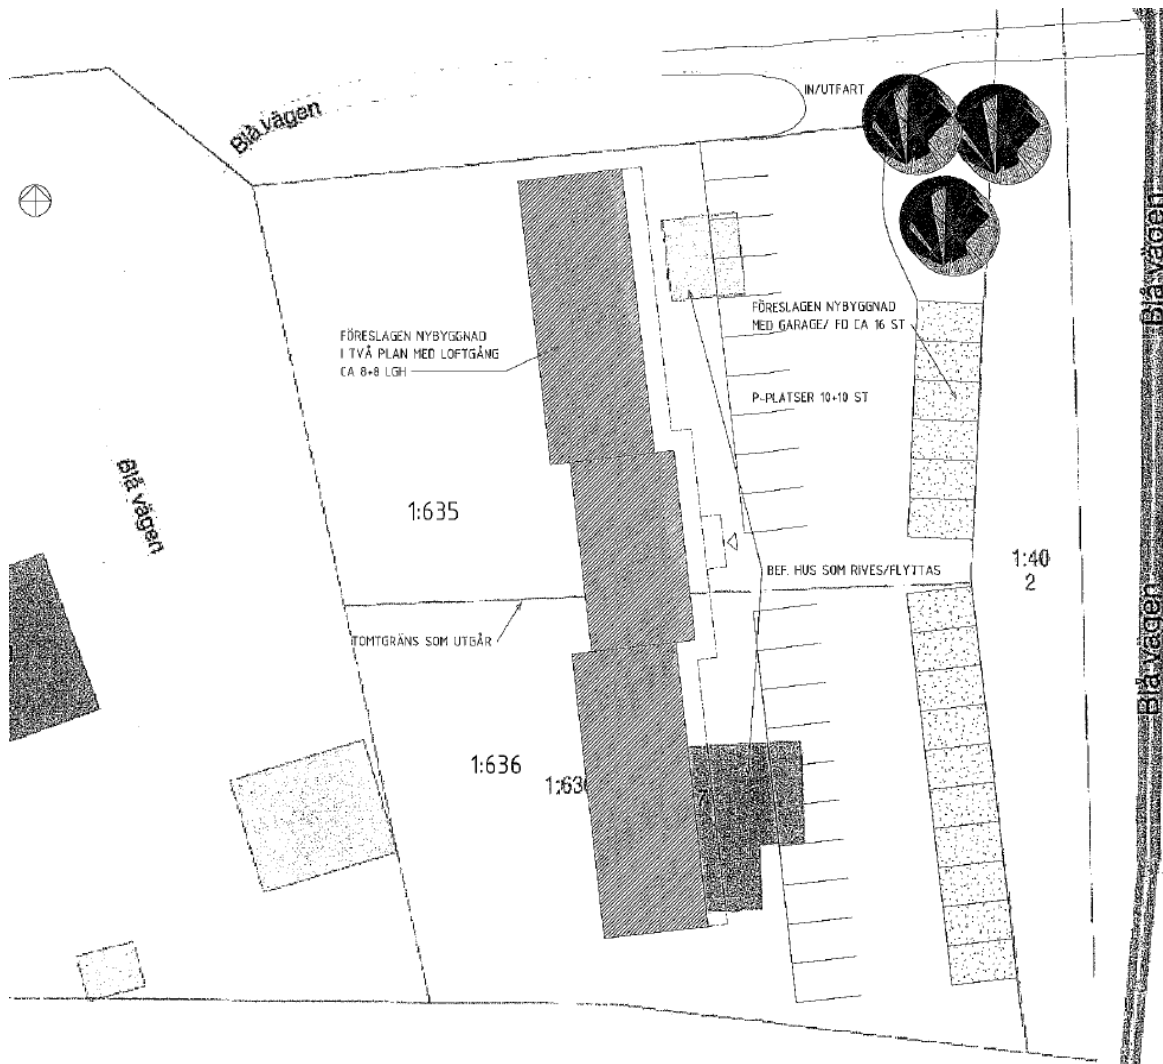 IN/UTFART
Blå vägen
Blå vägen
FÖRESLAGEN NYBYGGNAD
MED GARAGE/ FD CA 16 ST
FÖRESLAGEN NYBYGGNAD
I TVÅ PLAN MED LOFTGÅNG
CA 8+8 LGH
P-PLATSER 10+10 ST
Blå vägen
1:635
BEF. HUS SOM RIVES/FLYTTAS
1:40
2
TOMTGRÄNS SOM UTGÅR
Blå vägen
1:636
1:63